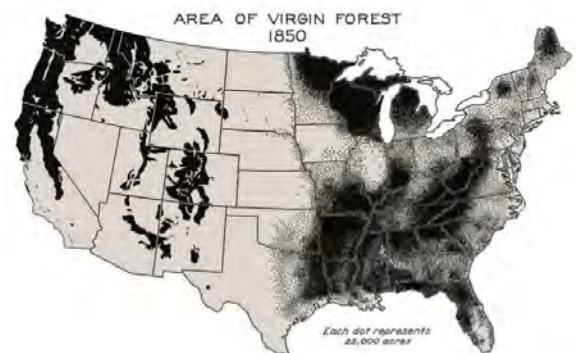 AREA OF VIRGIN FOREST
1850
Each dot represents
25,000 acres